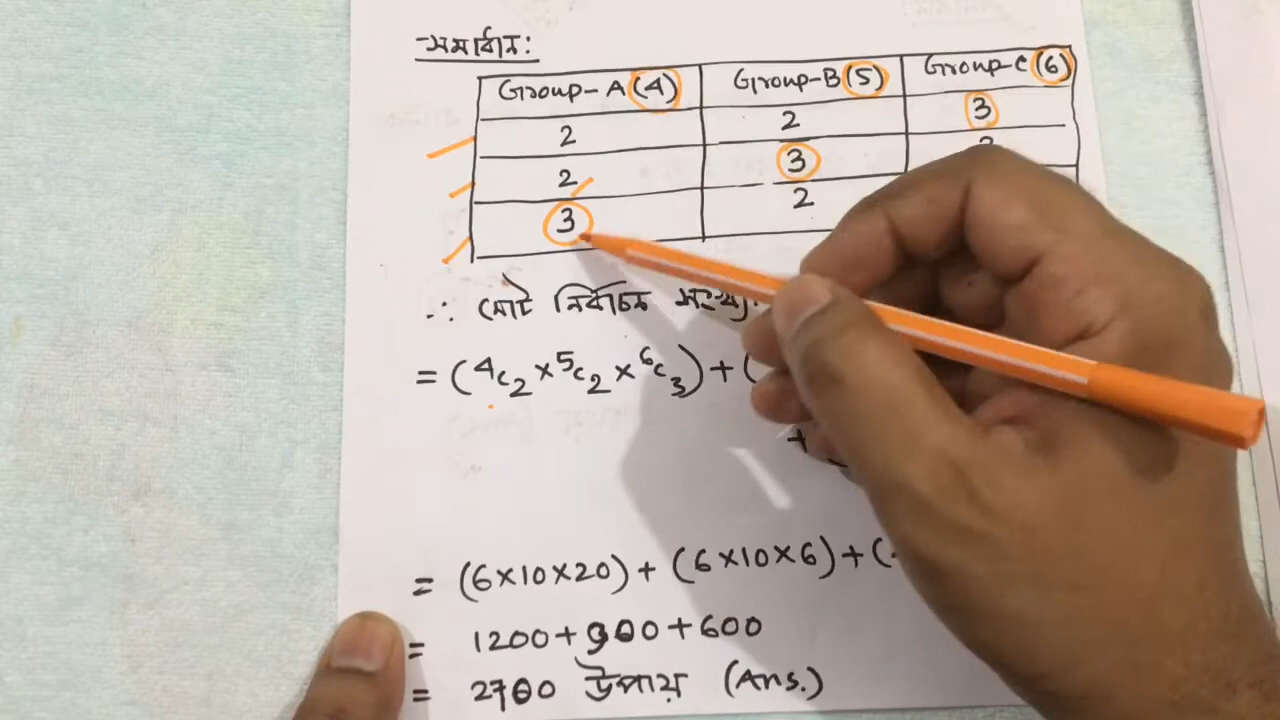 সমাধান:
Group-A (4) Group-B (5) Group-C (6)
2 2 3
2 3
3 2
∴ মোট নির্বাচন সংখ্যা
= (⁴C₂ × ⁵C₂ × ⁶C₃) + (
+
= (6×10×20) + (6×10×6) + (
= 1200 + 900 + 600
= 2700 উপায় (Ans.)